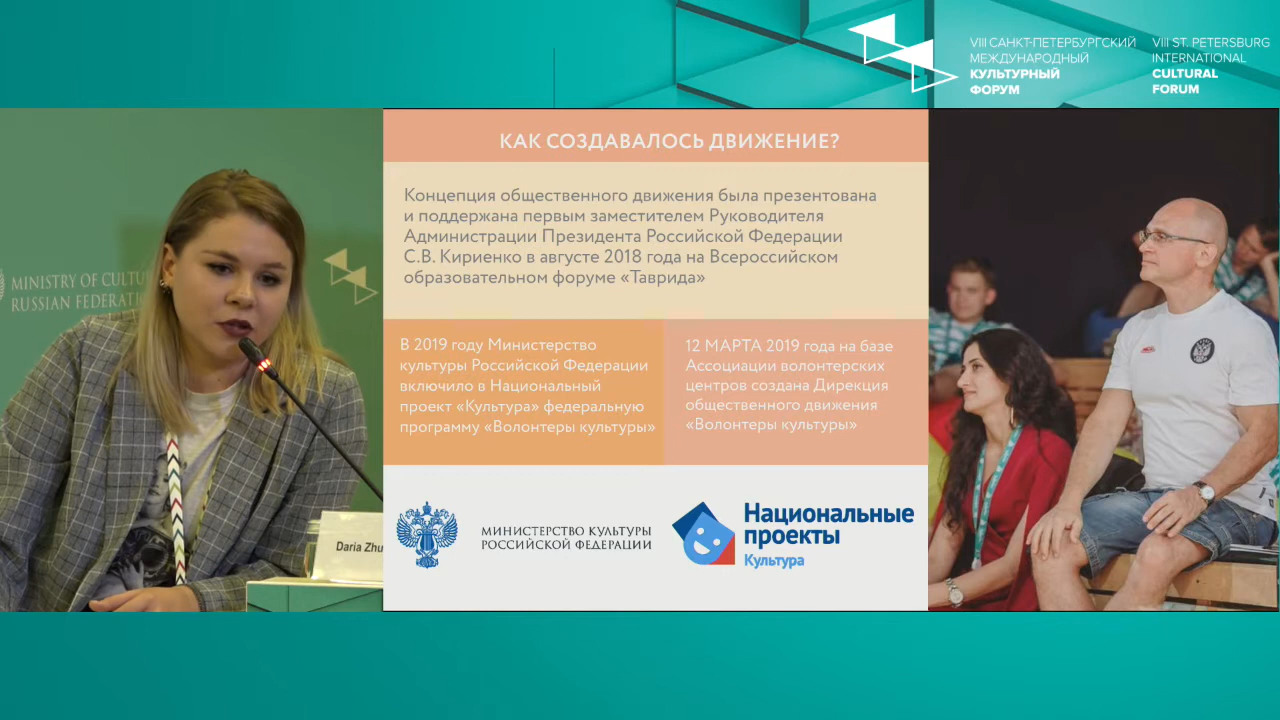 VIII САНКТ-ПЕТЕРБУРГСКИЙ
МЕЖДУНАРОДНЫЙ
КУЛЬТУРНЫЙ
ФОРУМ
VIII ST. PETERSBURG
INTERNATIONAL
CULTURAL
FORUM
MINISTRY OF CULTU
RUSSIAN FEDERATIO
Daria Zhu
КАК СОЗДАВАЛОСЬ ДВИЖЕНИЕ?
Концепция общественного движения была презентована
и поддержана первым заместителем Руководителя
Администрации Президента Российской Федерации
С.В. Кириенко в августе 2018 года на Всероссийском
образовательном форуме «Таврида»
В 2019 году Министерство
культуры Российской Федерации
включило в Национальный
проект «Культура» федеральную
программу «Волонтеры культуры»
12 МАРТА 2019 года на базе
Ассоциации волонтерских
центров создана Дирекция
общественного движения
«Волонтеры культуры»
МИНИСТЕРСТВО КУЛЬТУРЫ
РОССИЙСКОЙ ФЕДЕРАЦИИ
Национальные
проекты
Культура